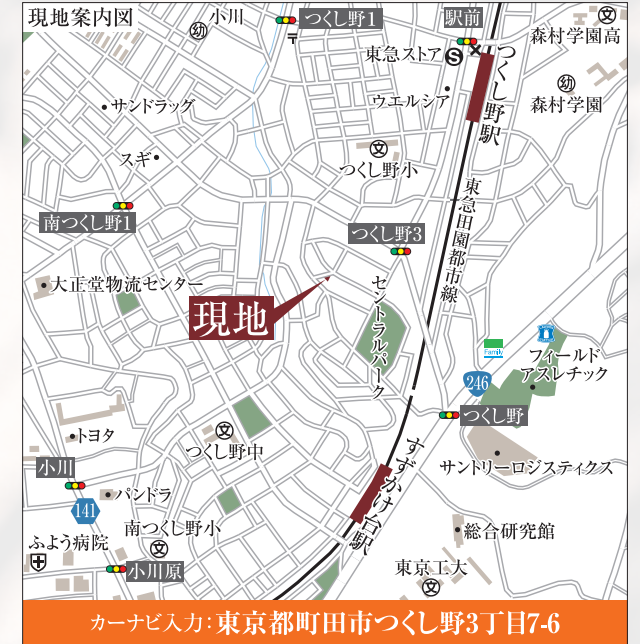 現地案内図
小川
幼
つくし野1
〒
駅前
文
森村学園高
東急ストア
S
つくし野駅
幼
森村学園
サンドラッグ
ウエルシア
スギ
文
つくし野小
東急田園都市線
南つくし野1
つくし野3
大正堂物流センター
現地
セントラルパーク
Family
フィールド
アスレチック
246
つくし野
トヨタ
文
つくし野中
サントリーロジスティクス
小川
パンドラ
すずかけ台駅
141
南つくし野小
文
総合研究館
ふよう病院
小川原
東京工大
文
カーナビ入力:東京都町田市つくし野3丁目7-6